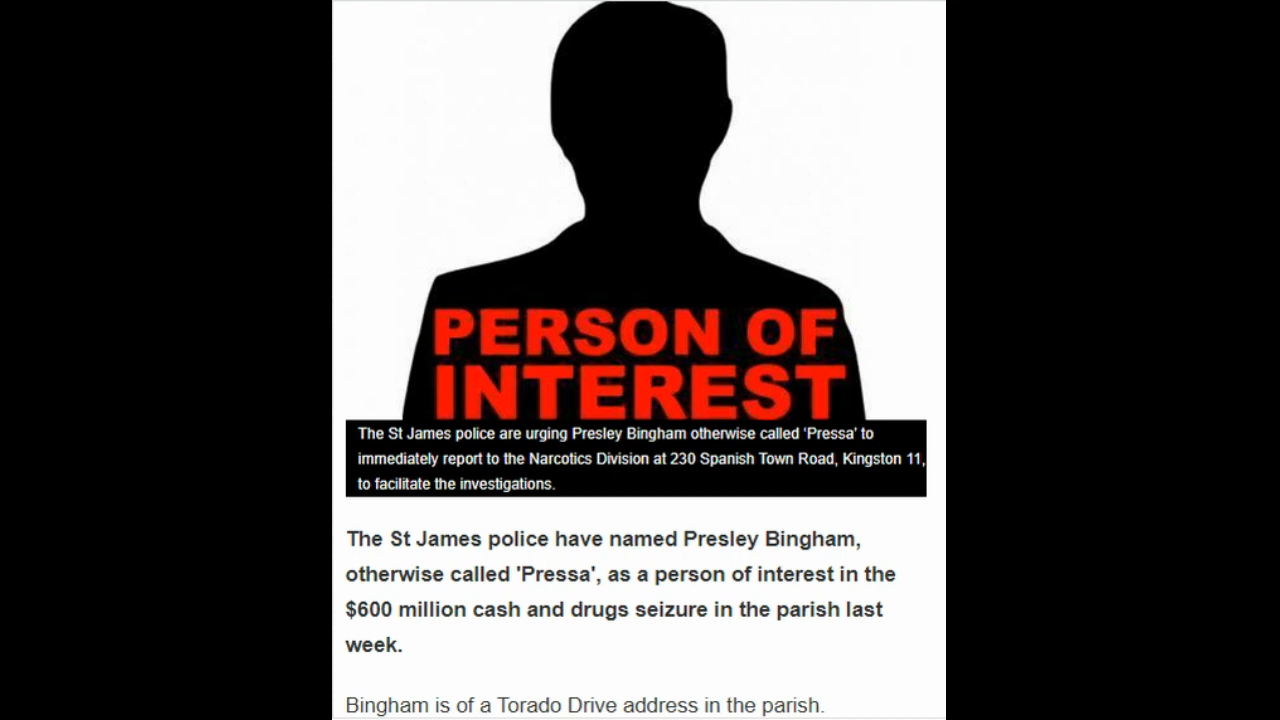 PERSON OF
INTEREST
The St James police are urging Presley Bingham otherwise called 'Pressa' to
immediately report to the Narcotics Division at 230 Spanish Town Road, Kingston 11,
to facilitate the investigations.
The St James police have named Presley Bingham,
otherwise called 'Pressa', as a person of interest in the
$600 million cash and drugs seizure in the parish last
week.
Bingham is of a Torado Drive address in the parish.